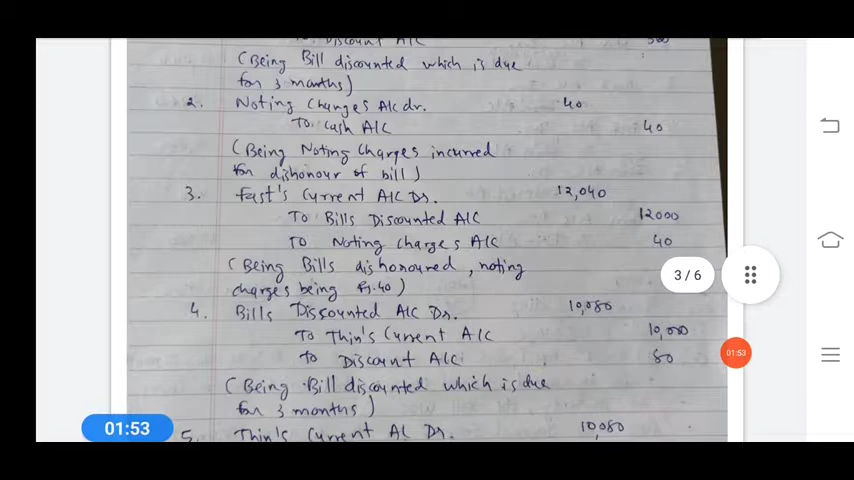 To Discount A/C 300
(Being Bill discounted which is due
for 3 months)
2. Noting Charges A/C dr. 40
To cash A/C 40
(Being Noting Charges incurred
for dishonour of bill)
3. Fast's Current A/C Dr. 12,040
To Bills Discounted A/C 12000
To Noting charges A/C 40
(Being Bills dishonoured, noting
charges being Rs.40)
4. Bills Discounted A/C Dr. 10,080
To Thin's Current A/C 10,000
To Discount A/C 80
(Being Bill discounted which is due
for 3 months)
5. Thin's Current A/C Dr. 10,080
3/6
01:53
01:53